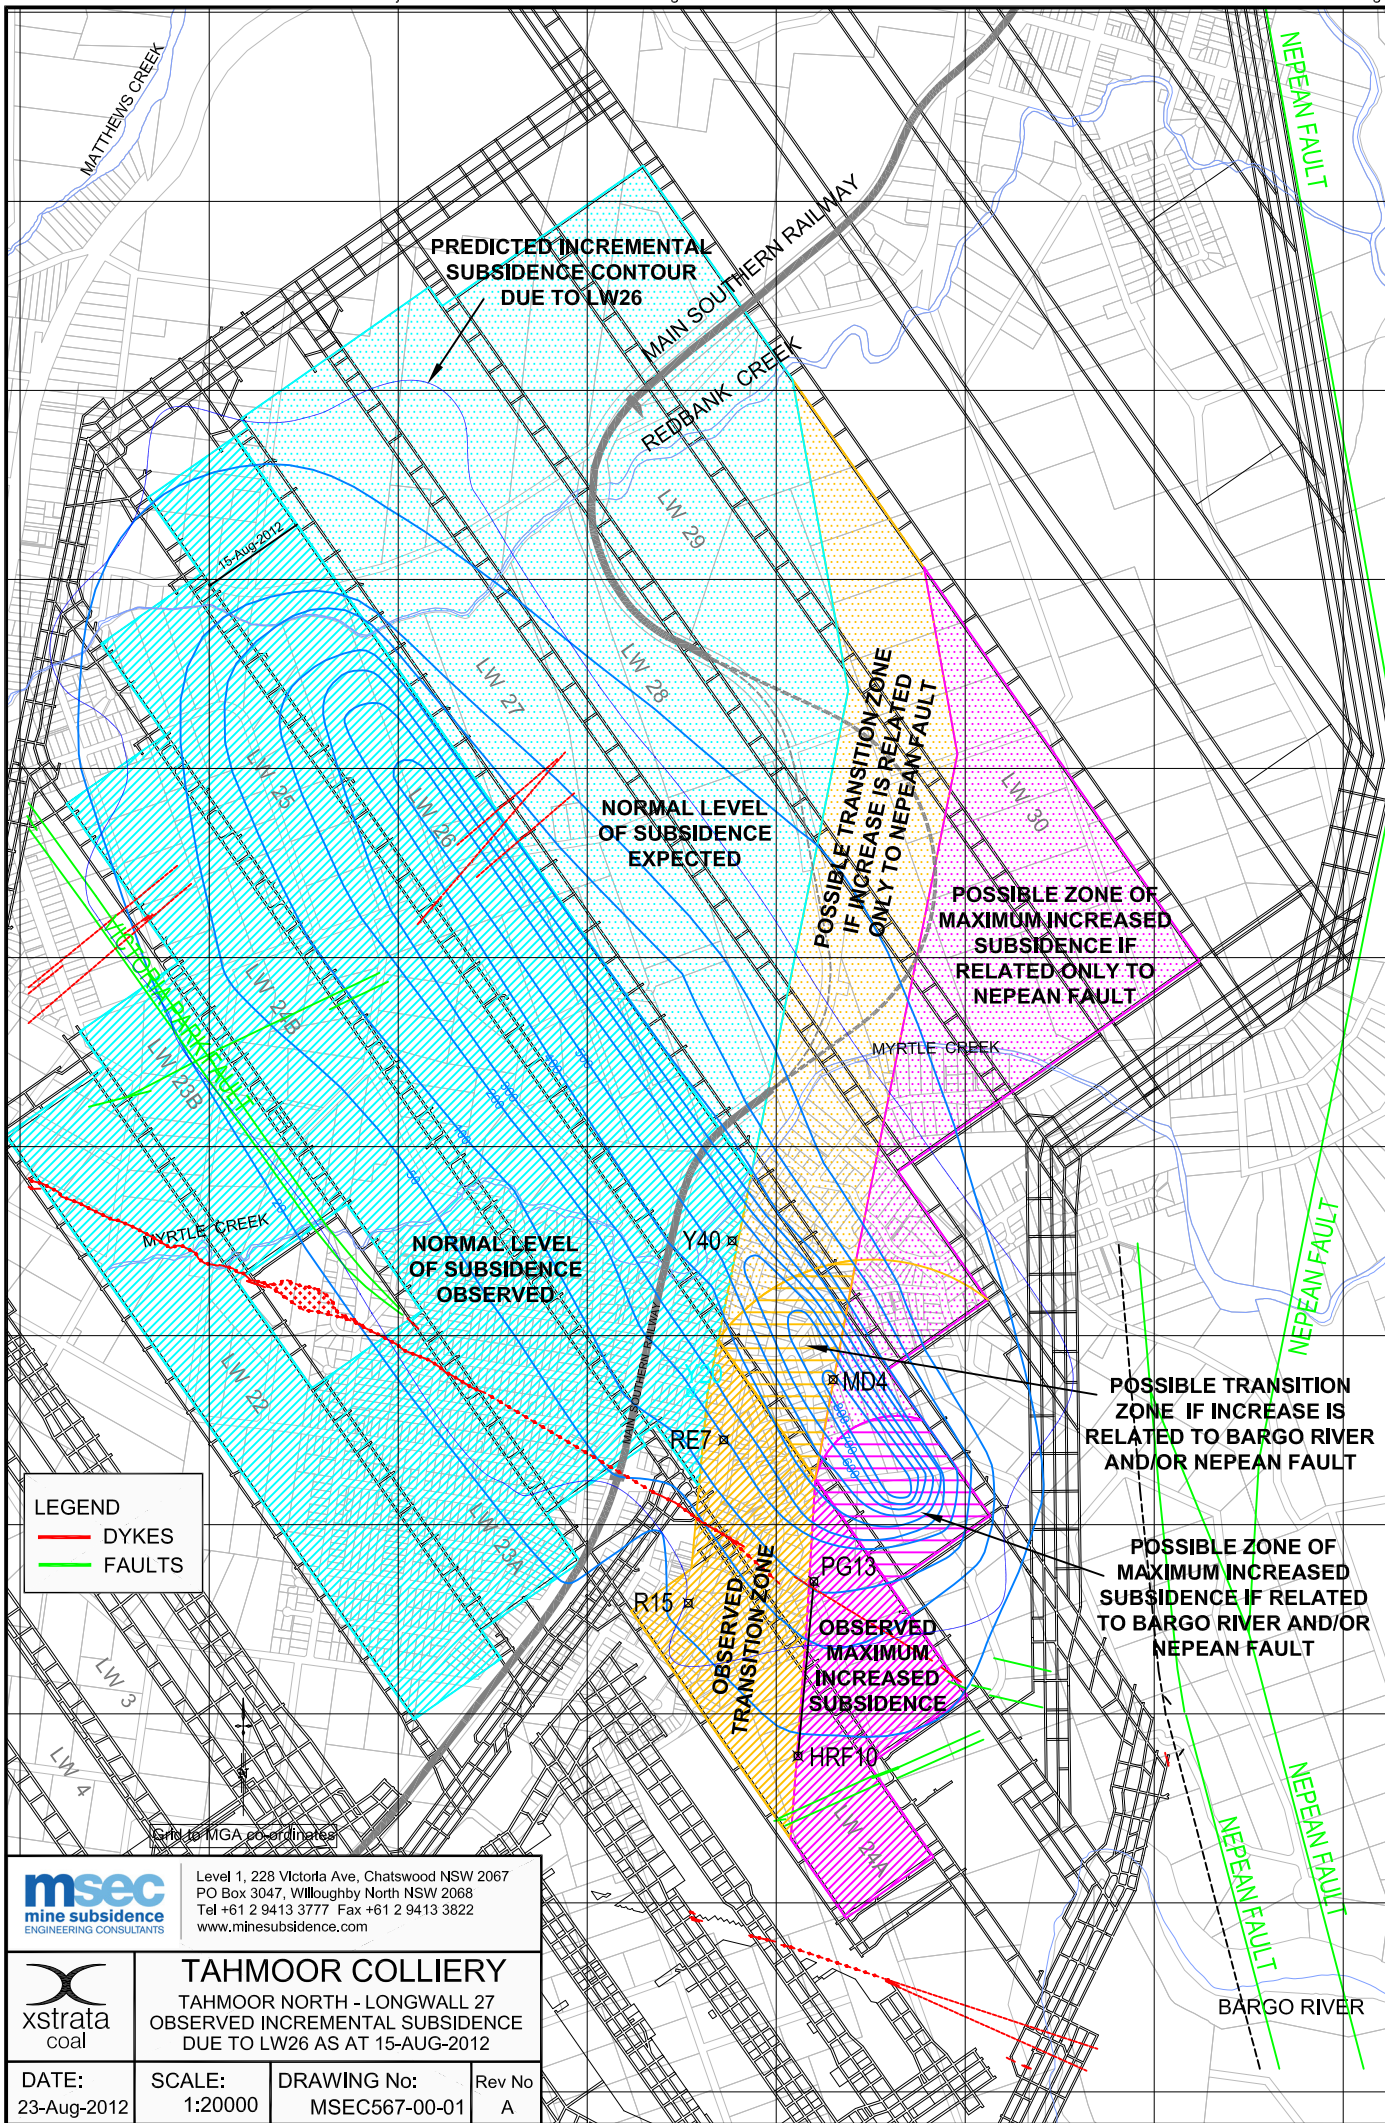 NEPEAN FAULT
MATTHEWS CREEK
PREDICTED INCREMENTAL
SUBSIDENCE CONTOUR
DUE TO LW26
MAIN SOUTHERN RAILWAY
REDBANK CREEK
LW 29
15-Aug-2012
LW 28
LW 27
POSSIBLE TRANSITION ZONE
IF INCREASE IS RELATED
ONLY TO NEPEAN FAULT
LW 25
LW 26
LW 30
NORMAL LEVEL
OF SUBSIDENCE
EXPECTED
POSSIBLE ZONE OF
MAXIMUM INCREASED
SUBSIDENCE IF
RELATED ONLY TO
NEPEAN FAULT
VICTORIA PARK FAULT
LW 24B
LW 23B
MYRTLE CREEK
MYRTLE CREEK
NORMAL LEVEL
OF SUBSIDENCE
OBSERVED
Y40
NEPEAN FAULT
MAIN SOUTHERN RAILWAY
LW 22
MD4
POSSIBLE TRANSITION
ZONE IF INCREASE IS
RELATED TO BARGO RIVER
AND/OR NEPEAN FAULT
RE7
LEGEND
DYKES
FAULTS
LW 23A
POSSIBLE ZONE OF
MAXIMUM INCREASED
SUBSIDENCE IF RELATED
TO BARGO RIVER AND/OR
NEPEAN FAULT
PG13
R15
OBSERVED
TRANSITION ZONE
OBSERVED
MAXIMUM
INCREASED
SUBSIDENCE
LW 3
LW 4
HRF10
LW 24A
NEPEAN FAULT
NEPEAN FAUL
BARGO RIVER
Grid to MGA co-ordinates
msec
mine subsidence
ENGINEERING CONSULTANTS
Level 1, 228 Victoria Ave, Chatswood NSW 2067
PO Box 3047, Willoughby North NSW 2068
Tel +61 2 9413 3777 Fax +61 2 9413 3822
www.minesubsidence.com
xstrata
coal
TAHMOOR COLLIERY
TAHMOOR NORTH - LONGWALL 27
OBSERVED INCREMENTAL SUBSIDENCE
DUE TO LW26 AS AT 15-AUG-2012
DATE:
23-Aug-2012
SCALE:
1:20000
DRAWING No:
MSEC567-00-01
Rev No
A